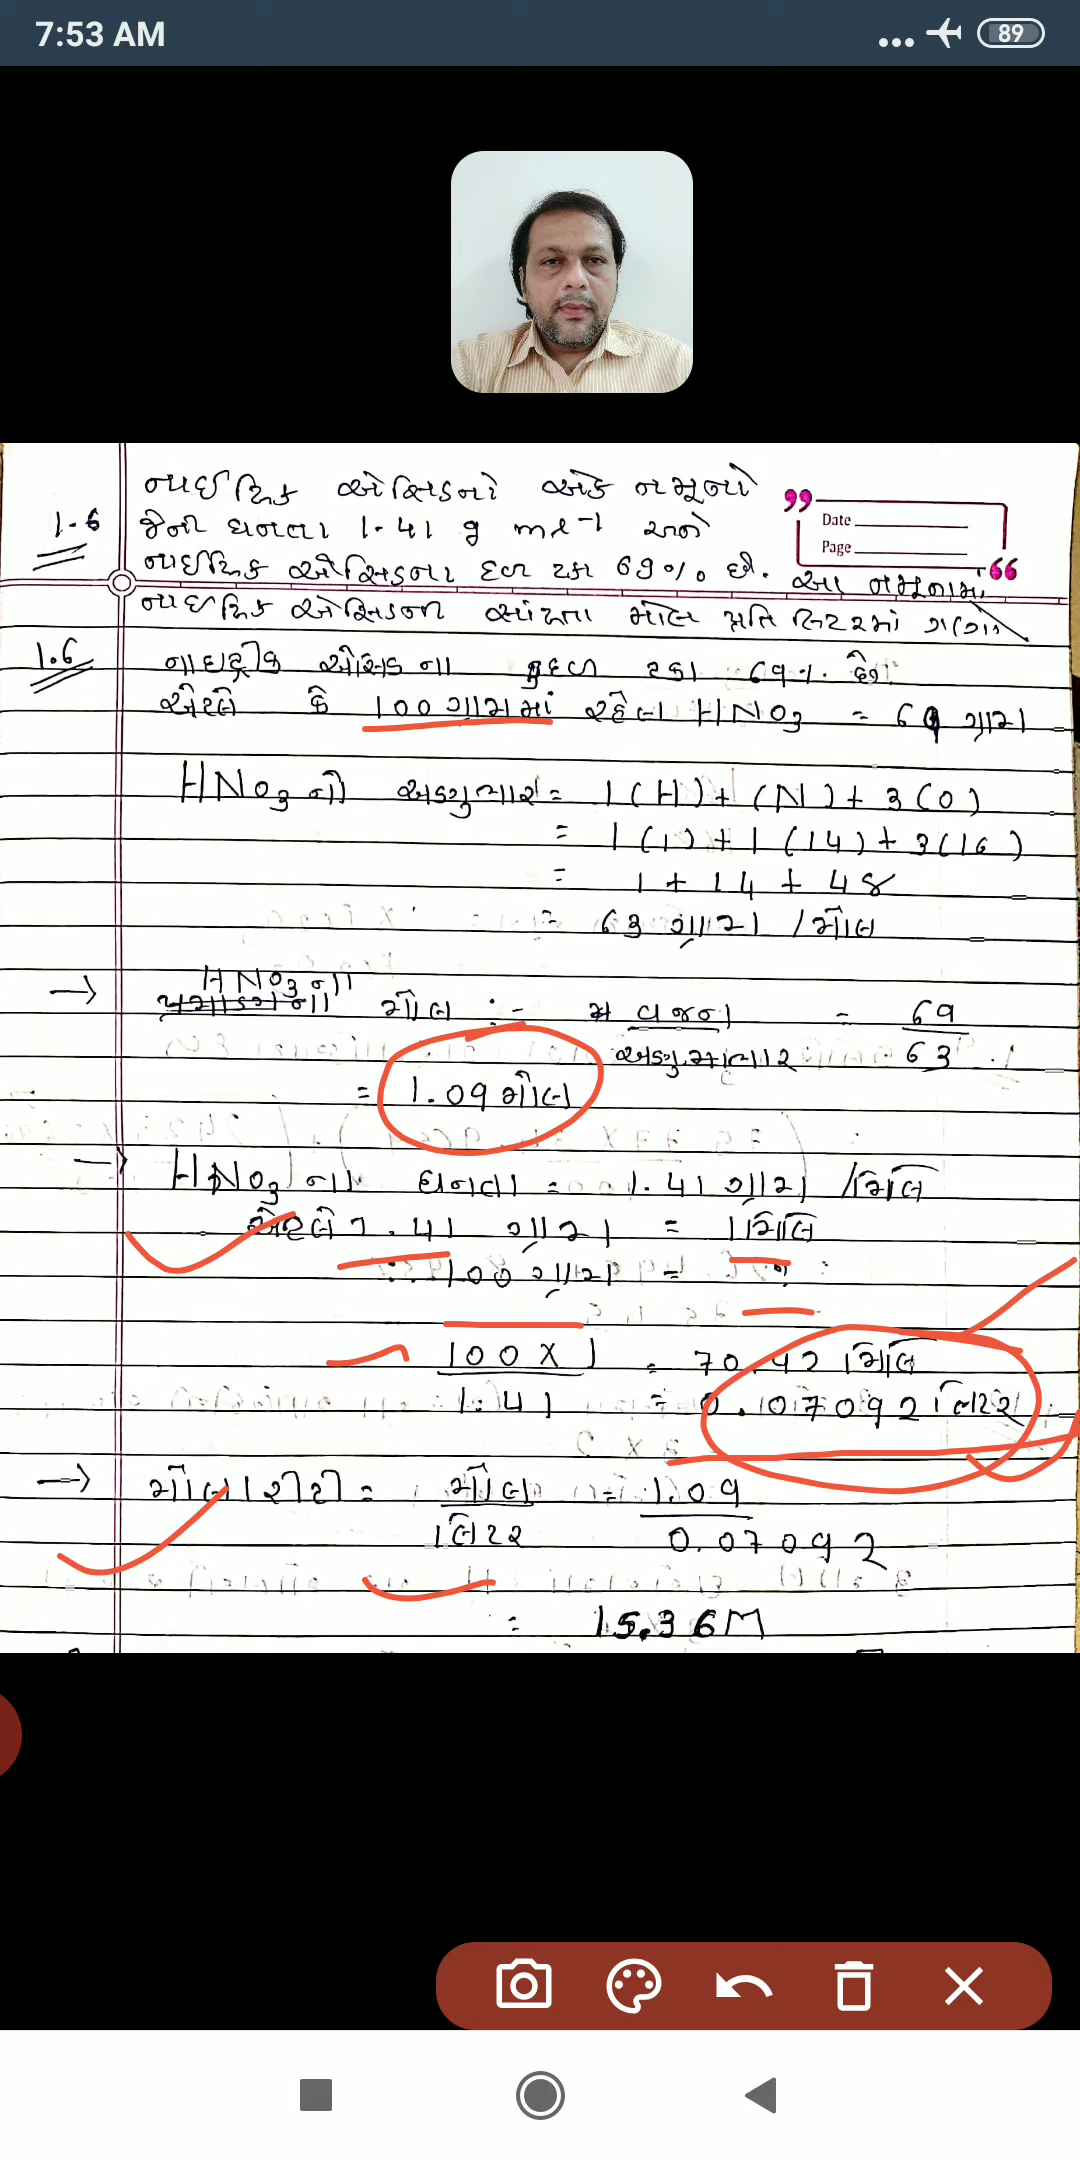 7:53 AM
89
નાઈટ્રિક એસિડનો એક નમૂનો
1.6 જેની ઘનતા 1.41 g mL⁻¹ અને
Date
Page
નાઈટ્રિક એસિડના દળ ટકા 69% છે. આ નમૂનામાં
નાઈટ્રિક એસિડની સાંદ્રતા મોલ પ્રતિ લિટરમાં ગણો
1.6 નાઇટ્રીક એસિડ ના દળ ટકા 69% છે
એટલે કે 100 ગ્રામમાં રહેલ HNO₃ = 69 ગ્રામ
HNO₃ નો અણુભાર = 1(H) + (N) + 3(O)
= 1(1) + 1(14) + 3(16)
= 1 + 14 + 48
= 63 ગ્રામ / મોલ
→ HNO₃ ના
મોલ :- વજન = 69
અણુભાર 63
= 1.09 મોલ
→ HNO₃ ની ઘનતા = 1.41 ગ્રામ / મિલિ
એટલે 1.41 ગ્રામ = 1 મિલિ
∴ 100 ગ્રામ = ?
100 x 1 = 70.92 મિલિ
1.41 = 0.07092 લિટર
→ મોલારીટી = મોલ = 1.09
1 લિટર 0.07092
= 15.36 M